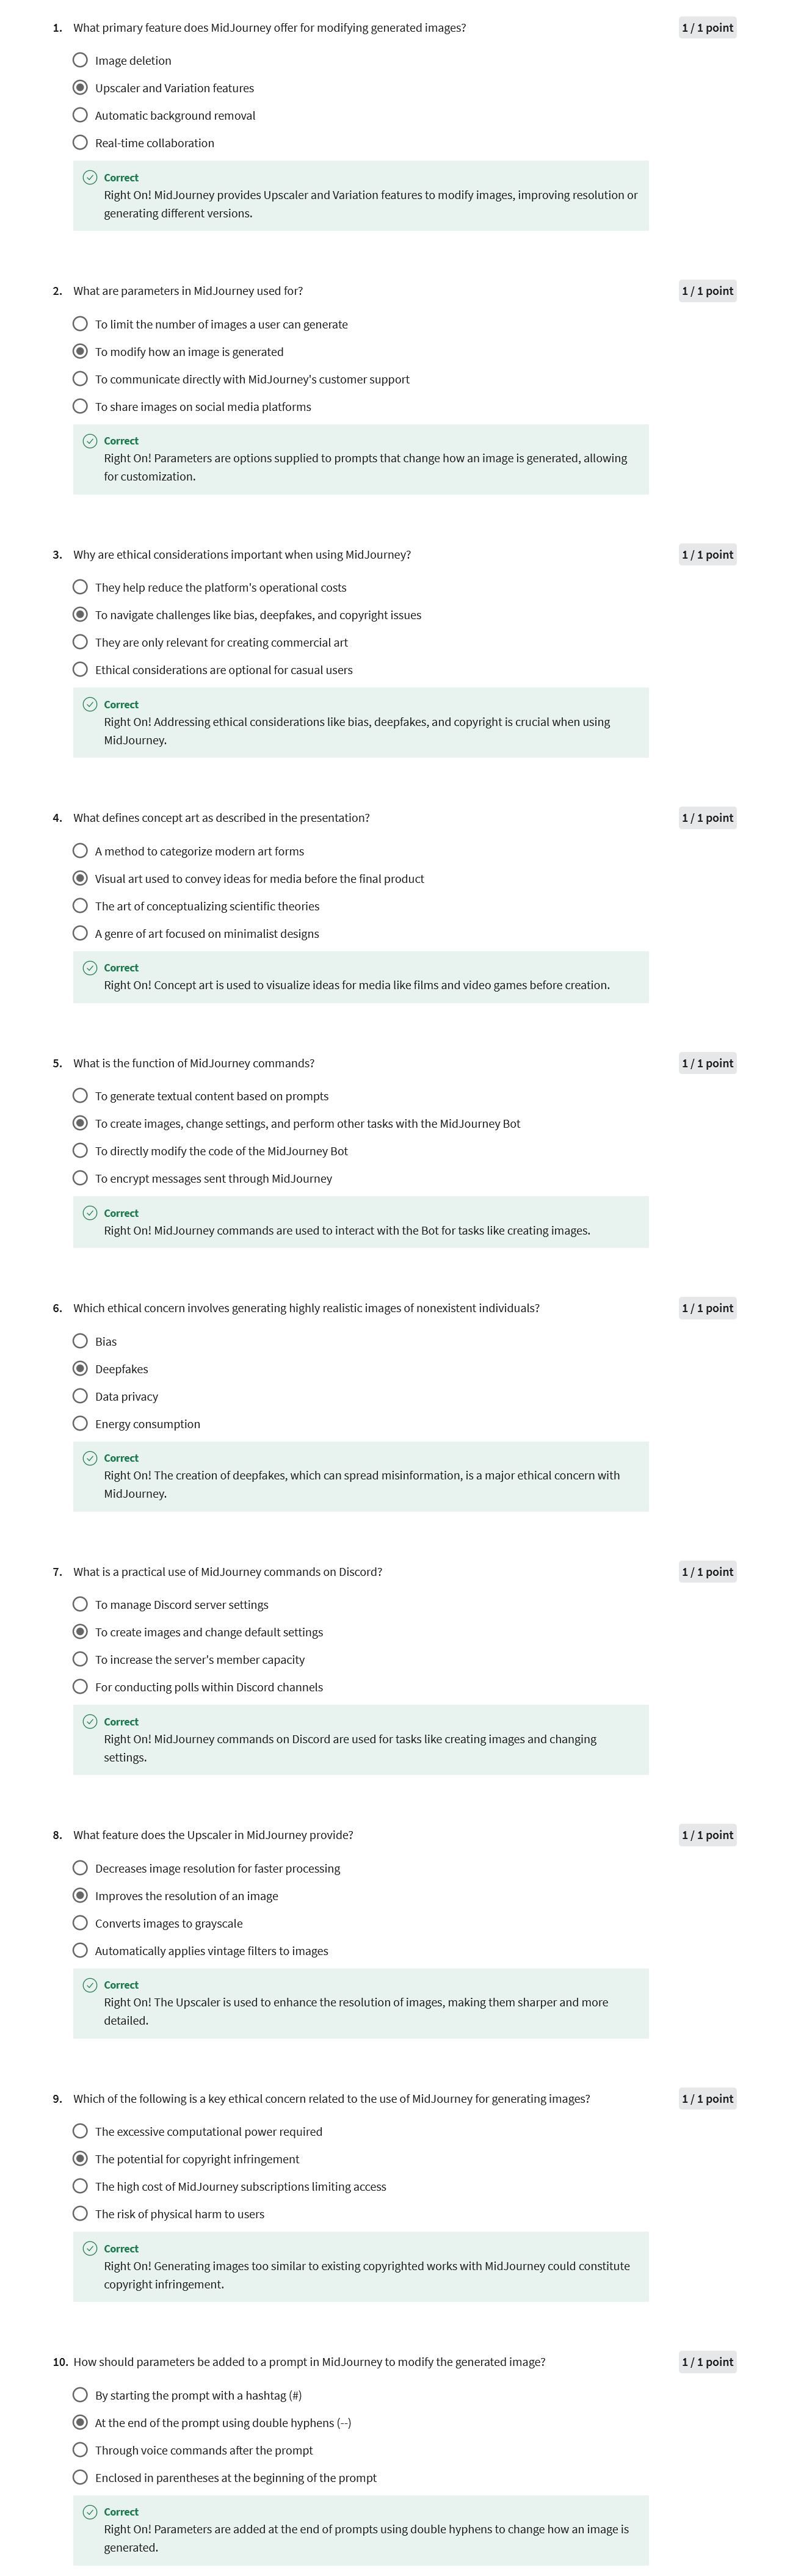 1. What primary feature does MidJourney offer for modifying generated images? 1 / 1 point
Image deletion
Upscaler and Variation features
Automatic background removal
Real-time collaboration
Correct
Right On! MidJourney provides Upscaler and Variation features to modify images, improving resolution or
generating different versions.
2. What are parameters in MidJourney used for? 1 / 1 point
To limit the number of images a user can generate
To modify how an image is generated
To communicate directly with MidJourney's customer support
To share images on social media platforms
Correct
Right On! Parameters are options supplied to prompts that change how an image is generated, allowing
for customization.
3. Why are ethical considerations important when using MidJourney? 1 / 1 point
They help reduce the platform's operational costs
To navigate challenges like bias, deepfakes, and copyright issues
They are only relevant for creating commercial art
Ethical considerations are optional for casual users
Correct
Right On! Addressing ethical considerations like bias, deepfakes, and copyright is crucial when using
MidJourney.
4. What defines concept art as described in the presentation? 1 / 1 point
A method to categorize modern art forms
Visual art used to convey ideas for media before the final product
The art of conceptualizing scientific theories
A genre of art focused on minimalist designs
Correct
Right On! Concept art is used to visualize ideas for media like films and video games before creation.
5. What is the function of MidJourney commands? 1 / 1 point
To generate textual content based on prompts
To create images, change settings, and perform other tasks with the MidJourney Bot
To directly modify the code of the MidJourney Bot
To encrypt messages sent through MidJourney
Correct
Right On! MidJourney commands are used to interact with the Bot for tasks like creating images.
6. Which ethical concern involves generating highly realistic images of nonexistent individuals? 1 / 1 point
Bias
Deepfakes
Data privacy
Energy consumption
Correct
Right On! The creation of deepfakes, which can spread misinformation, is a major ethical concern with
MidJourney.
7. What is a practical use of MidJourney commands on Discord? 1 / 1 point
To manage Discord server settings
To create images and change default settings
To increase the server's member capacity
For conducting polls within Discord channels
Correct
Right On! MidJourney commands on Discord are used for tasks like creating images and changing
settings.
8. What feature does the Upscaler in MidJourney provide? 1 / 1 point
Decreases image resolution for faster processing
Improves the resolution of an image
Converts images to grayscale
Automatically applies vintage filters to images
Correct
Right On! The Upscaler is used to enhance the resolution of images, making them sharper and more
detailed.
9. Which of the following is a key ethical concern related to the use of MidJourney for generating images? 1 / 1 point
The excessive computational power required
The potential for copyright infringement
The high cost of MidJourney subscriptions limiting access
The risk of physical harm to users
Correct
Right On! Generating images too similar to existing copyrighted works with MidJourney could constitute
copyright infringement.
10. How should parameters be added to a prompt in MidJourney to modify the generated image? 1 / 1 point
By starting the prompt with a hashtag (#)
At the end of the prompt using double hyphens (--)
Through voice commands after the prompt
Enclosed in parentheses at the beginning of the prompt
Correct
Right On! Parameters are added at the end of prompts using double hyphens to change how an image is
generated.